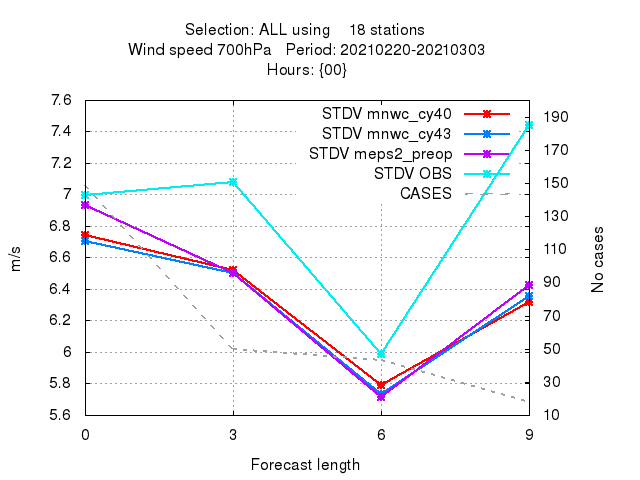 Selection: ALL using    18 stations
Wind speed 700hPa   Period: 20210220-20210303
Hours: {00}
STDV mnwc_cy40
STDV mnwc_cy43
STDV meps2_preop
STDV OBS
CASES
7.6
7.4
7.2
7
6.8
6.6
6.4
6.2
6
5.8
5.6
m/s
190
170
150
130
110
90
70
50
30
10
No cases
0 3 6 9
Forecast length